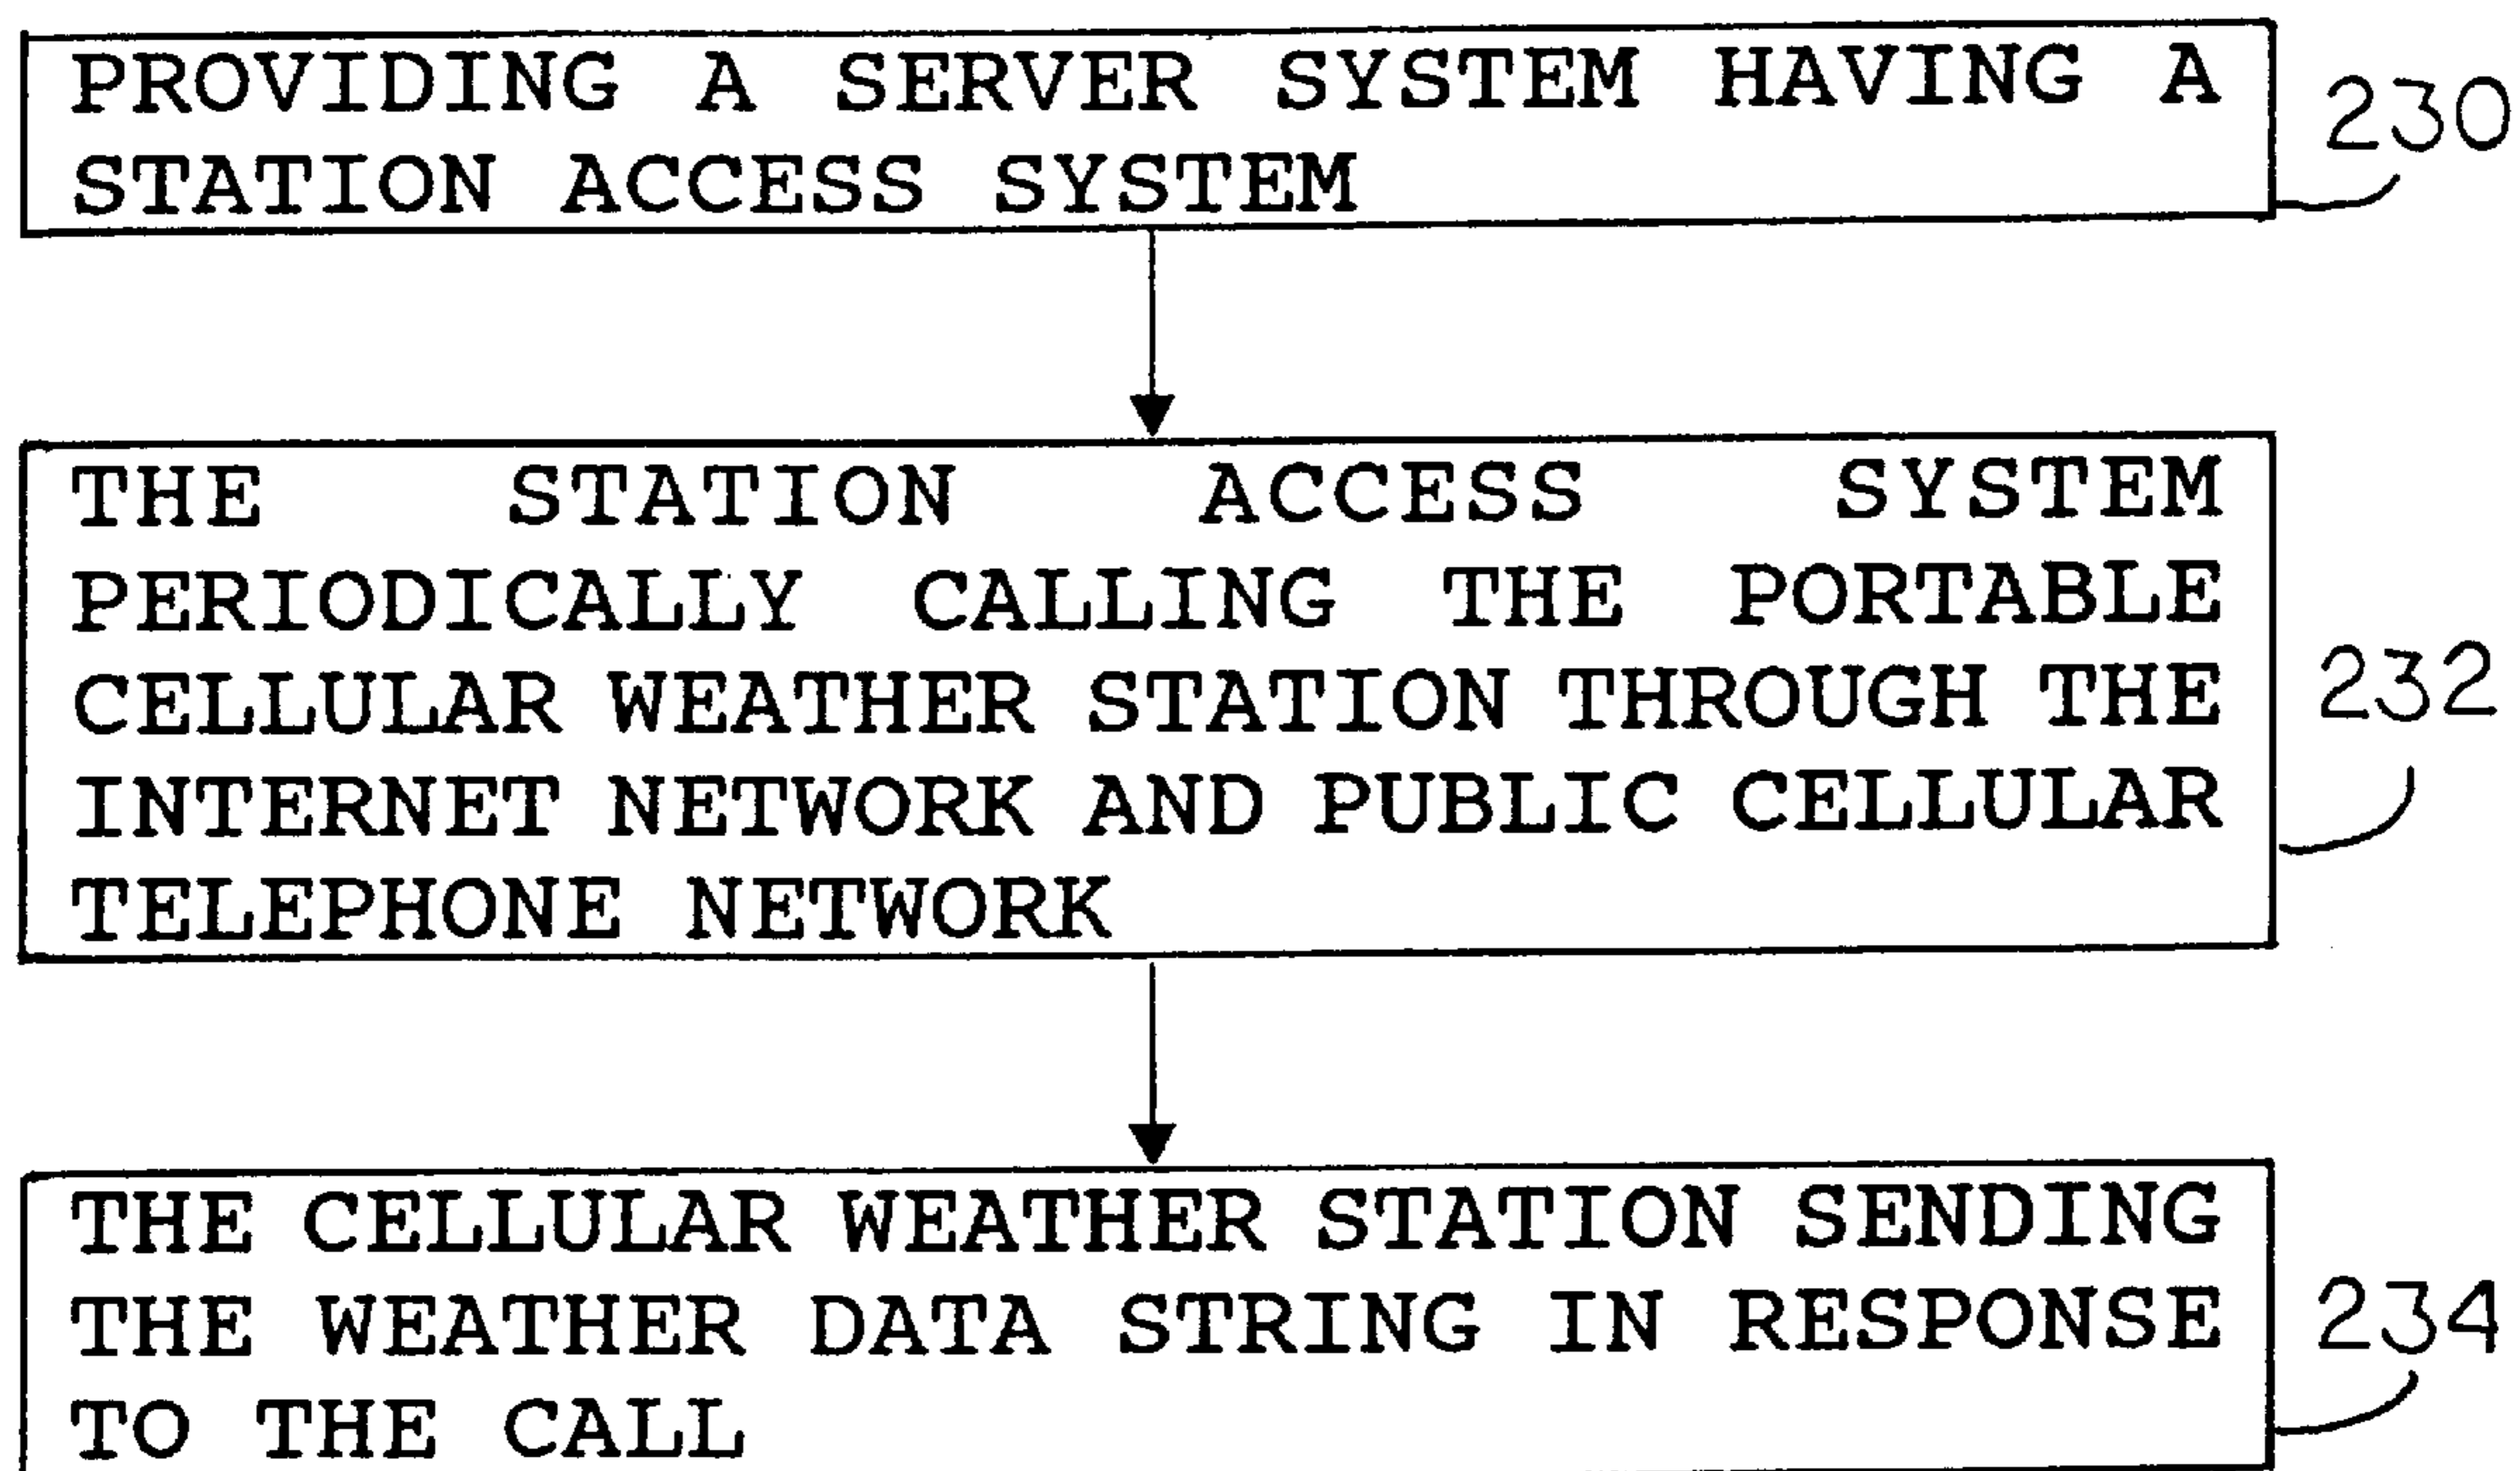 PROVIDING A SERVER SYSTEM HAVING A
STATION ACCESS SYSTEM
230
THE STATION ACCESS SYSTEM
PERIODICALLY CALLING THE PORTABLE
CELLULAR WEATHER STATION THROUGH THE
INTERNET NETWORK AND PUBLIC CELLULAR
TELEPHONE NETWORK
232
THE CELLULAR WEATHER STATION SENDING
THE WEATHER DATA STRING IN RESPONSE
TO THE CALL
234